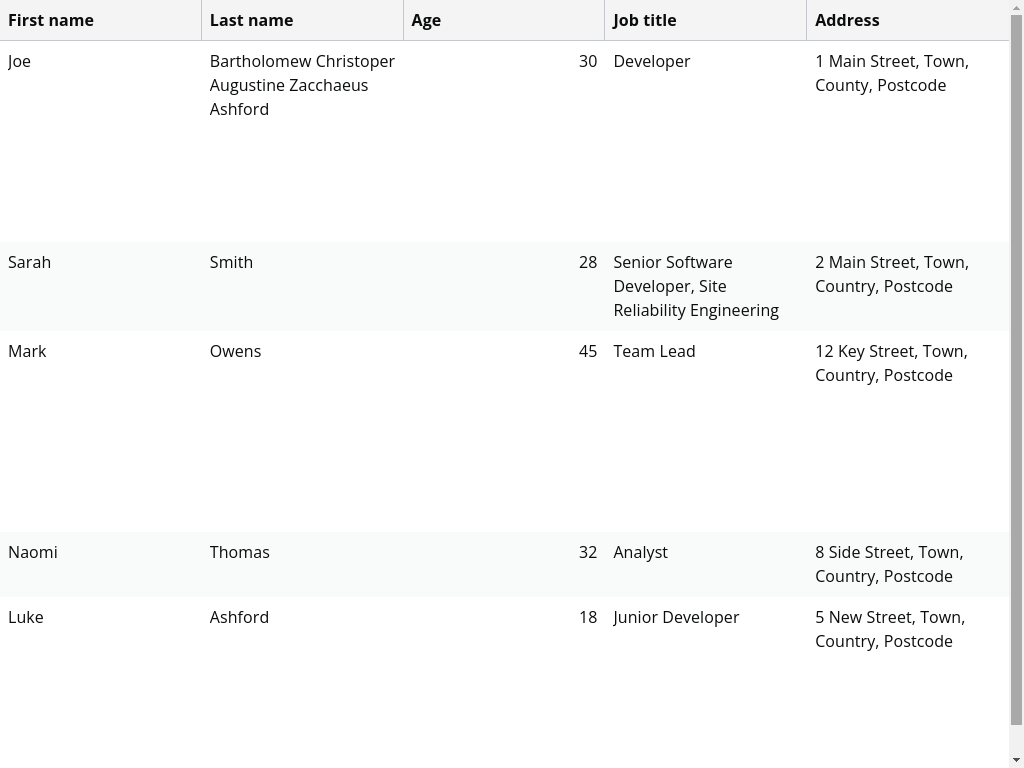 First name Last name Age Job title Address
Joe Bartholomew Christoper 30 Developer 1 Main Street, Town,
Augustine Zacchaeus County, Postcode
Ashford
Sarah Smith 28 Senior Software 2 Main Street, Town,
Developer, Site Country, Postcode
Reliability Engineering
Mark Owens 45 Team Lead 12 Key Street, Town,
Country, Postcode
Naomi Thomas 32 Analyst 8 Side Street, Town,
Country, Postcode
Luke Ashford 18 Junior Developer 5 New Street, Town,
Country, Postcode